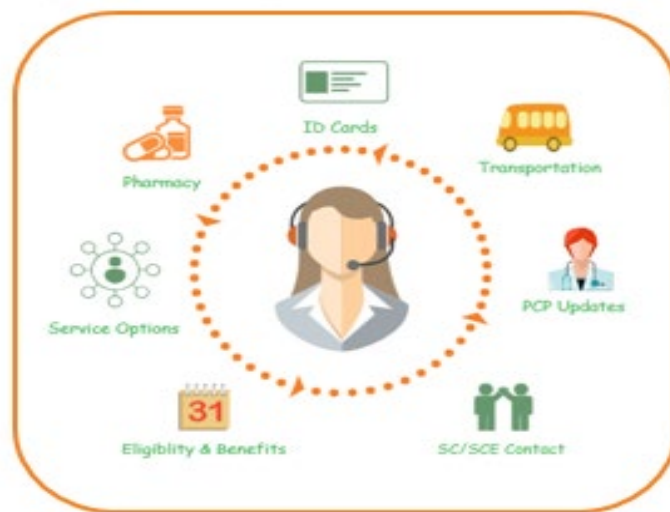 ID Cards
Transportation
Pharmacy
PCP Updates
Service Options
31
Eligiblity & Benefits
SC/SCE Contact